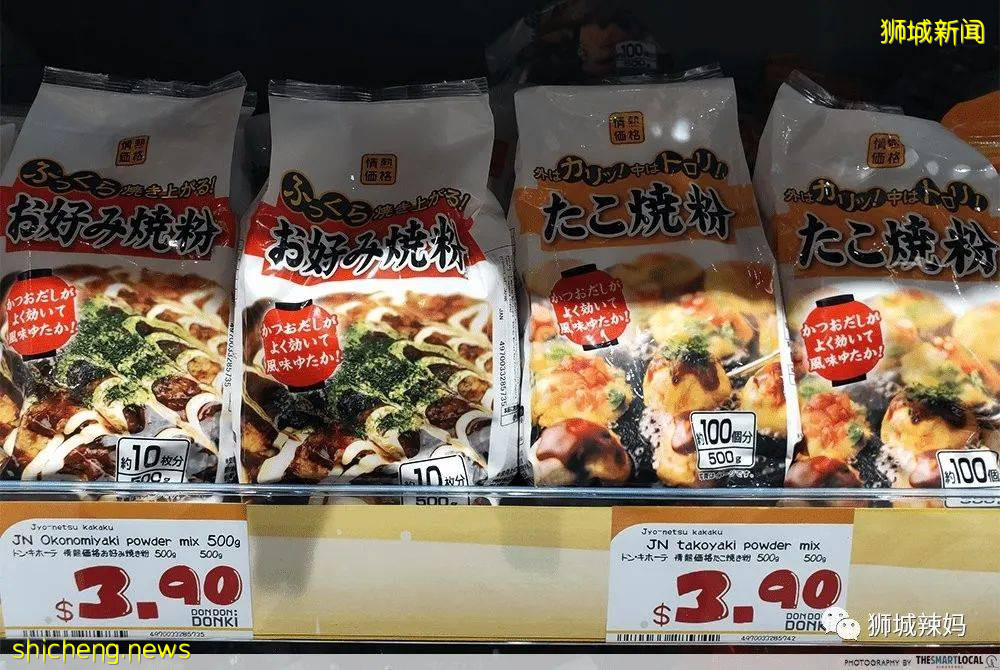 狮城新闻
情熱
価格
ふっくら焼き上がる!
お好み焼粉
かつおだしが
よく効いて
風味ゆたか!
約10枚分
500g
4970033285735
情熱
価格
ふっくら焼き上がる!
お好み焼粉
かつおだしが
よく効いて
風味ゆたか!
約10枚分
500g
JAN 4970033285735
100
情熱
価格
外はカリッ!中はトロリ!
たこ焼粉
かつおだしが
よく効いて
風味ゆたか!
約100個分
500g
情熱
価格
外はカリッ!中はトロリ!
たこ焼粉
かつおだしが
よく効いて
風味ゆたか!
約100個
500g
Jyo-netsu kakaku
JN Okonomiyaki powder mix 500g
ドンキホーテ 情熱価格お好み焼き粉 500g 500g
$3.90
DON DON:
DONKI
4970033285735
Jyo-netsu kakaku
JN takoyaki powder mix
ドンキホーテ 情熱価格たこ焼き粉 500g 500g
$3.90
DON DON
DONKI
4970033285742
狮城辣妈
shicheng.news
PHOTOGRAPHY BY THESMARTLOCAL